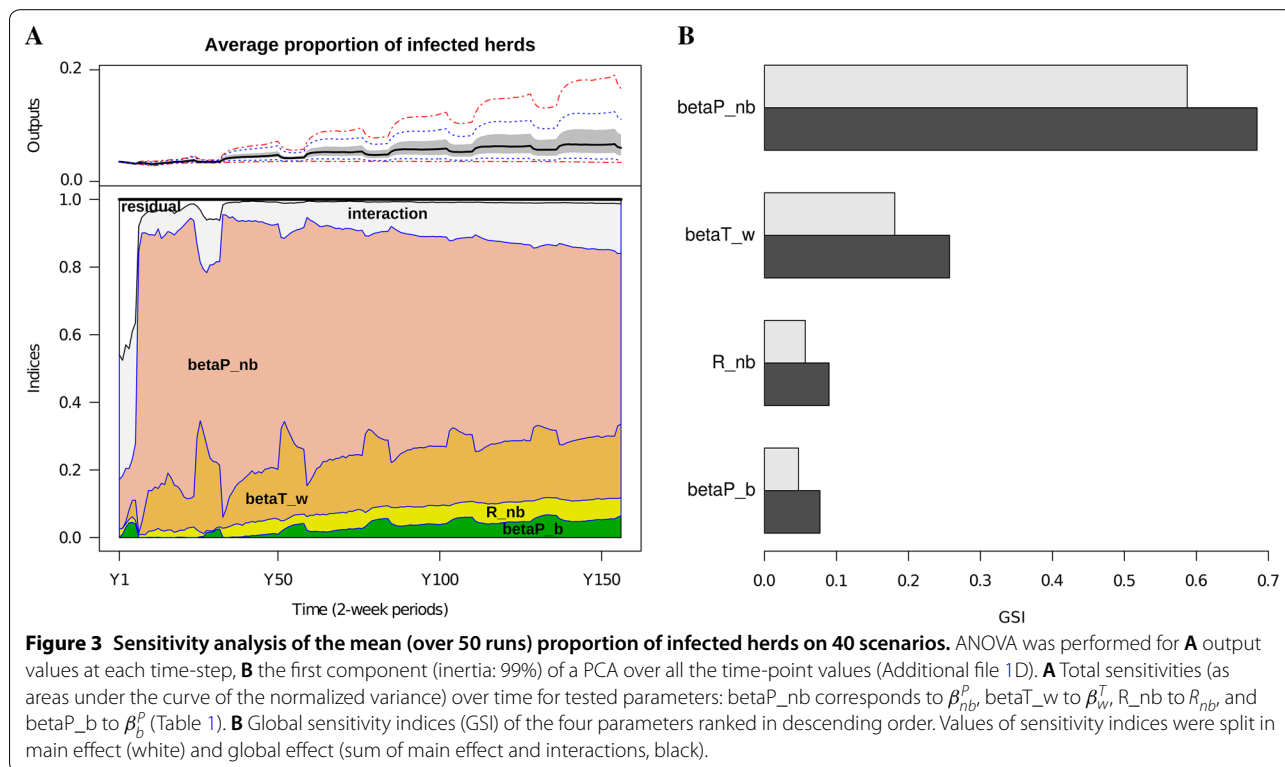 A
Average proportion of infected herds
0.2
0.0
Outputs
1.0
0.8
0.6
0.4
0.2
0.0
Indices
residual
interaction
betaP_nb
betaT_w
R_nb
betaP_b
Y1 Y50 Y100 Y150
Time (2-week periods)
B
betaP_nb
betaT_w
R_nb
betaP_b
0.0 0.1 0.2 0.3 0.4 0.5 0.6 0.7
GSI
Figure 3 Sensitivity analysis of the mean (over 50 runs) proportion of infected herds on 40 scenarios. ANOVA was performed for A output
values at each time-step, B the first component (inertia: 99%) of a PCA over all the time-point values (Additional file 1D). A Total sensitivities (as
areas under the curve of the normalized variance) over time for tested parameters: betaP_nb corresponds to β^P_nb, betaT_w to β^T_w, R_nb to R_nb, and
betaP_b to β^P_b (Table 1). B Global sensitivity indices (GSI) of the four parameters ranked in descending order. Values of sensitivity indices were split in
main effect (white) and global effect (sum of main effect and interactions, black).